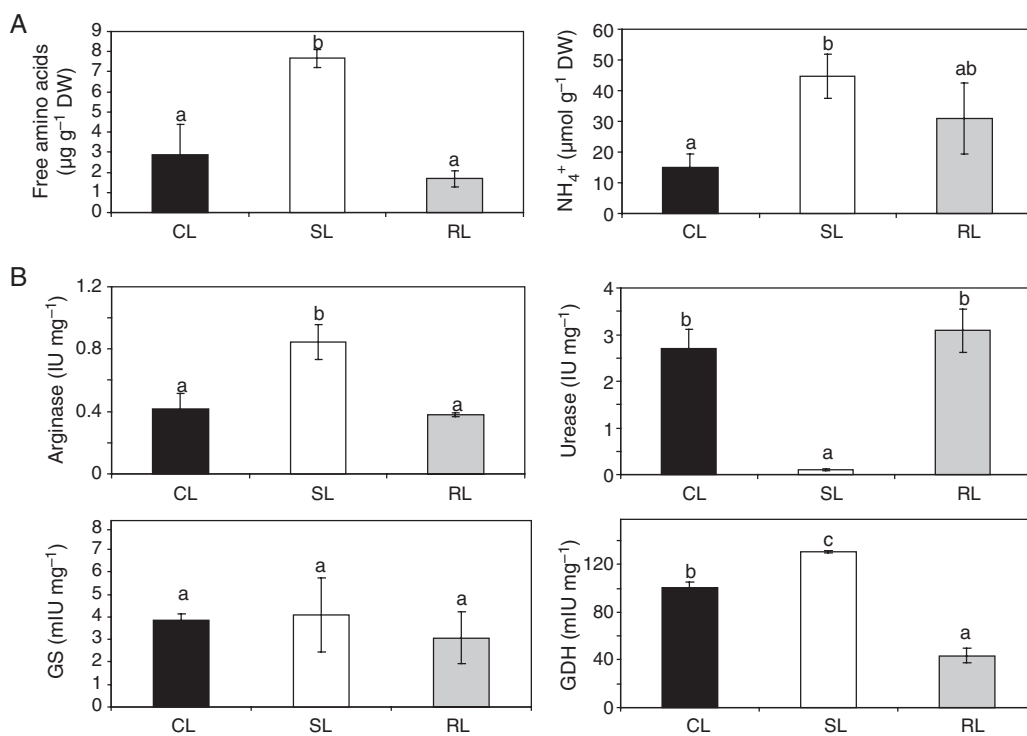 A
Free amino acids
(µg g⁻¹ DW)
9
8
7
6
5
4
3
2
1
0
a
b
a
CL
SL
RL
NH₄⁺ (µmol g⁻¹ DW)
60
50
40
30
20
10
0
a
b
ab
CL
SL
RL
B
Arginase (IU mg⁻¹)
1.2
0.8
0.4
0
a
b
a
CL
SL
RL
Urease (IU mg⁻¹)
4
3
2
1
0
b
a
b
CL
SL
RL
GS (mIU mg⁻¹)
8
7
6
5
4
3
2
1
0
a
a
a
CL
SL
RL
GDH (mIU mg⁻¹)
120
80
40
0
b
c
a
CL
SL
RL